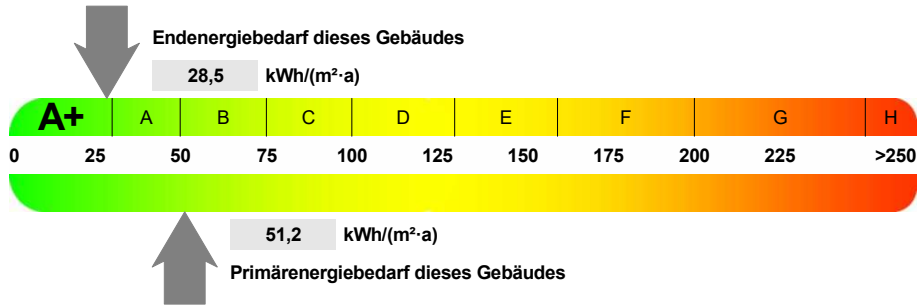 Endenergiebedarf dieses Gebäudes
28,5 kWh/(m²·a)
A+ A B C D E F G H
0 25 50 75 100 125 150 175 200 225 >250
51,2 kWh/(m²·a)
Primärenergiebedarf dieses Gebäudes